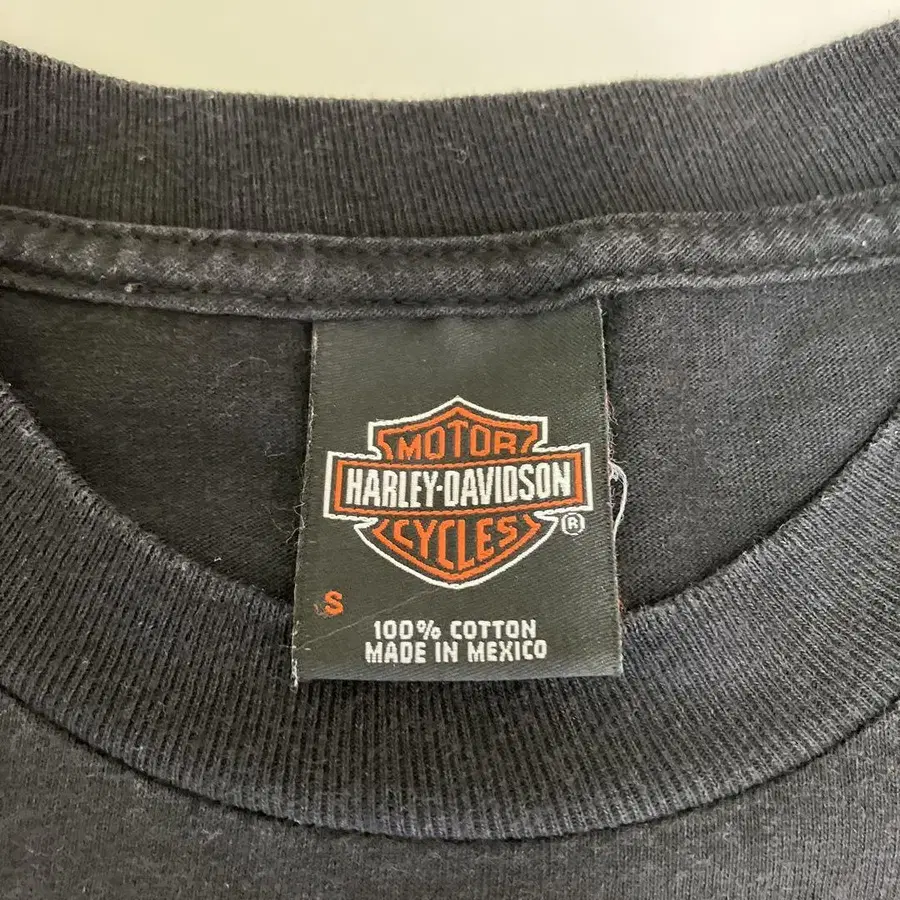 MOTOR
HARLEY-DAVIDSON
CYCLES
®
S
100% COTTON
MADE IN MEXICO